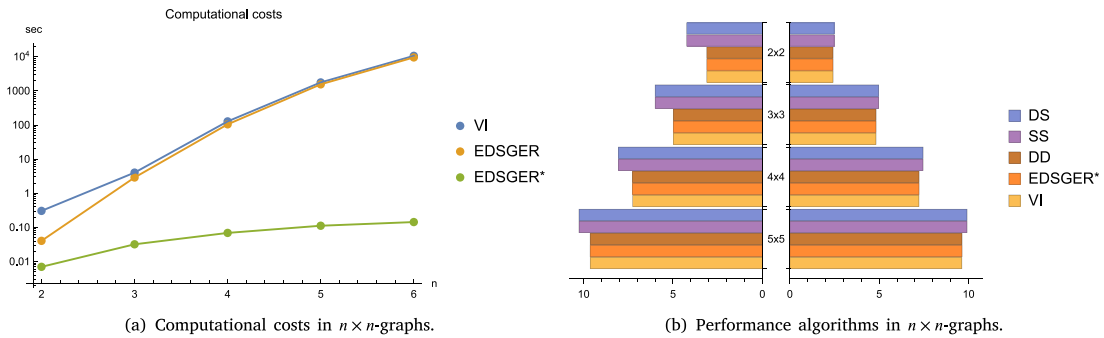 Computational costs
sec
10⁴
1000
100
10
1
0.10
0.01
2
3
4
5
6
n
VI
EDSGER
EDSGER*
(a) Computational costs in n × n-graphs.
2x2
3x3
4x4
5x5
10
5
0
0
5
10
DS
SS
DD
EDSGER*
VI
(b) Performance algorithms in n × n-graphs.